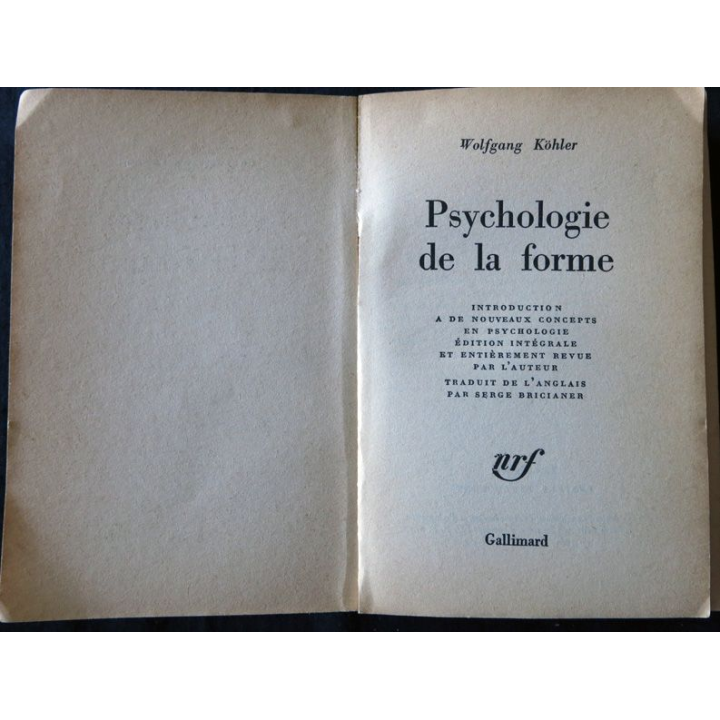 Wolfgang Köhler
Psychologie
de la forme
INTRODUCTION
A DE NOUVEAUX CONCEPTS
EN PSYCHOLOGIE
ÉDITION INTÉGRALE
ET ENTIÈREMENT REVUE
PAR L'AUTEUR
TRADUIT DE L'ANGLAIS
PAR SERGE BRICIANER
nrf
Gallimard